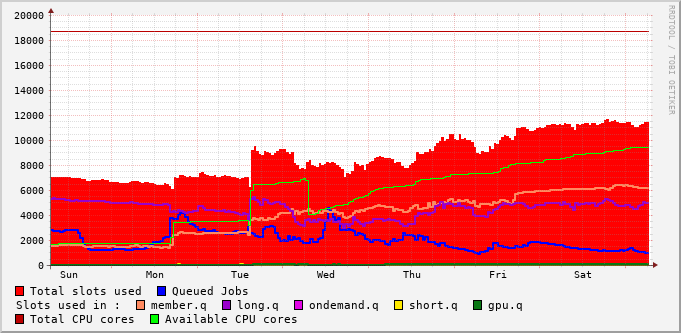 20000
18000
16000
14000
12000
10000
8000
6000
4000
2000
0
Sun Mon Tue Wed Thu Fri Sat
Total slots used Queued Jobs
Slots used in : member.q long.q ondemand.q short.q gpu.q
Total CPU cores Available CPU cores
RRDTOOL / TOBI OETIKER